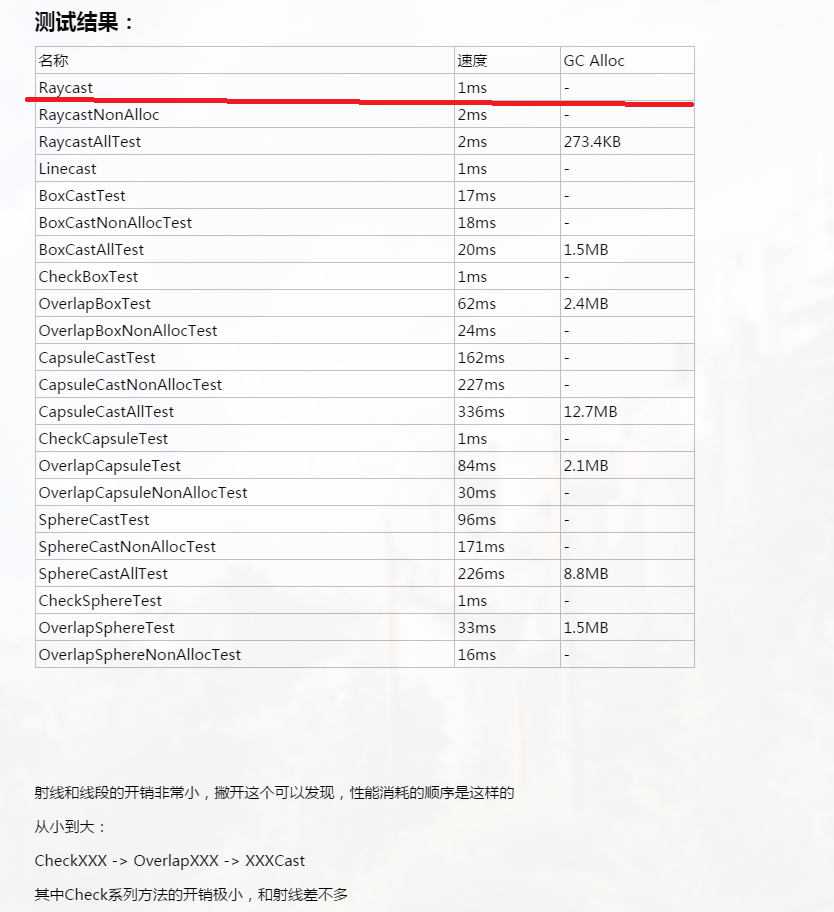 测试结果：
名称 速度 GC Alloc
Raycast 1ms -
RaycastNonAlloc 2ms -
RaycastAllTest 2ms 273.4KB
Linecast 1ms -
BoxCastTest 17ms -
BoxCastNonAllocTest 18ms -
BoxCastAllTest 20ms 1.5MB
CheckBoxTest 1ms -
OverlapBoxTest 62ms 2.4MB
OverlapBoxNonAllocTest 24ms -
CapsuleCastTest 162ms -
CapsuleCastNonAllocTest 227ms -
CapsuleCastAllTest 336ms 12.7MB
CheckCapsuleTest 1ms -
OverlapCapsuleTest 84ms 2.1MB
OverlapCapsuleNonAllocTest 30ms -
SphereCastTest 96ms -
SphereCastNonAllocTest 171ms -
SphereCastAllTest 226ms 8.8MB
CheckSphereTest 1ms -
OverlapSphereTest 33ms 1.5MB
OverlapSphereNonAllocTest 16ms -
射线和线段的开销非常小，撇开这个可以发现，性能消耗的顺序是这样的
从小到大：
CheckXXX -> OverlapXXX -> XXXCast
其中Check系列方法的开销极小，和射线差不多